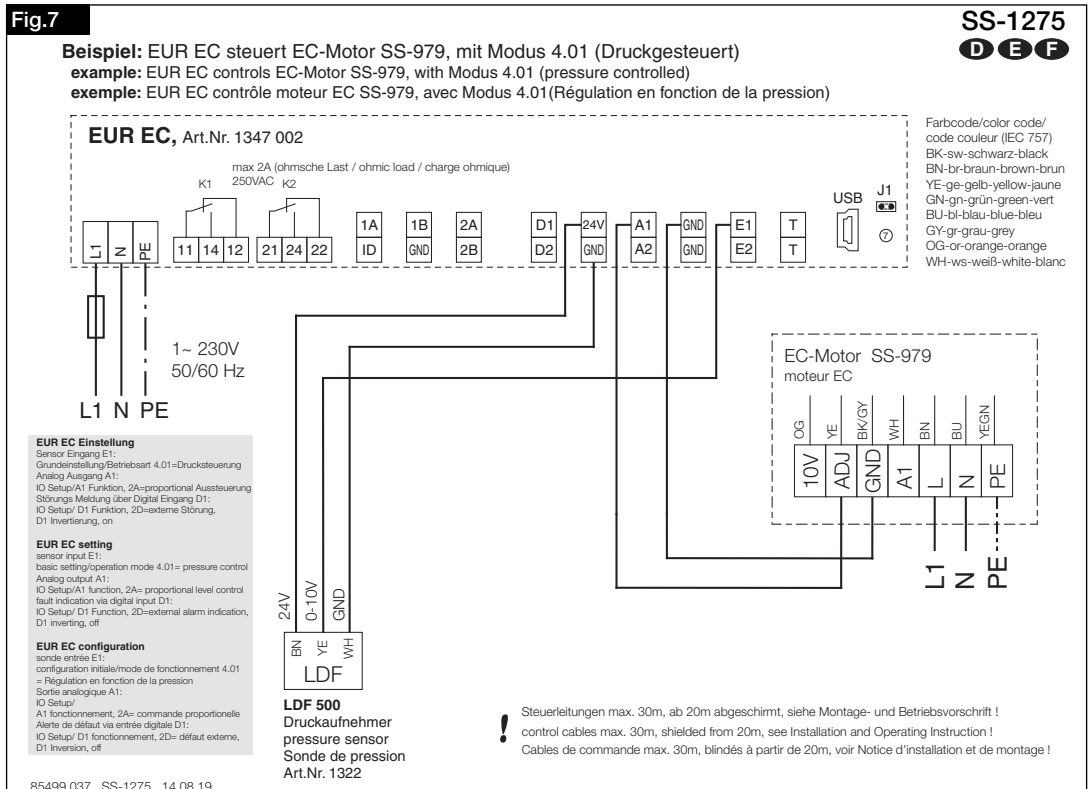 Fig.7
SS-1275
D E F
Beispiel: EUR EC steuert EC-Motor SS-979, mit Modus 4.01 (Druckgesteuert)
example: EUR EC controls EC-Motor SS-979, with Modus 4.01 (pressure controlled)
exemple: EUR EC contrôle moteur EC SS-979, avec Modus 4.01(Régulation en fonction de la pression)
EUR EC, Art.Nr. 1347 002
max 2A (ohmsche Last / ohmic load / charge ohmique)
K1 250VAC K2
L1 N PE
11 14 12 21 24 22
1A 1B 2A D1 24V A1 GND E1 T
ID GND 2B D2 GND A2 GND E2 T
USB J1
7
Farbcode/color code/
code couleur (IEC 757)
BK-sw-schwarz-black
BN-br-braun-brown-brun
YE-ge-gelb-yellow-jaune
GN-gn-grün-green-vert
BU-bl-blau-blue-bleu
GY-gr-grau-grey
OG-or-orange-orange
WH-ws-weiß-white-blanc
1~ 230V
50/60 Hz
L1 N PE
EC-Motor SS-979
moteur EC
OG YE BK/GY WH BN BU YEGN
10V ADJ GND A1 L N PE
L1 N PE
EUR EC Einstellung
Sensor Eingang E1:
Grundeinstellung/Betriebsart 4.01=Drucksteuerung
Analog Ausgang A1:
IO Setup/A1 Funktion, 2A=proportional Aussteuerung
Störungs Meldung über Digital Eingang D1:
IO Setup/ D1 Funktion, 2D=externe Störung,
D1 Invertierung, on
EUR EC setting
sensor input E1:
basic setting/operation mode 4.01= pressure control
Analog output A1:
IO Setup/A1 function, 2A= proportional level control
fault indication via digital input D1:
IO Setup/ D1 Function, 2D=external alarm indication,
D1 inverting, off
EUR EC configuration
sonde entrée E1:
configuration initiale/mode de fonctionnement 4.01
= Régulation en fonction de la pression
Sortie analogique A1:
IO Setup/
A1 fonctionnement, 2A= commande proportionelle
Alerte de défaut via entrée digitale D1:
IO Setup/ D1 fonctionnement, 2D= défaut externe,
D1 Inversion, off
24V 0-10V GND
BN YE WH
LDF
LDF 500
Druckaufnehmer
pressure sensor
Sonde de pression
Art.Nr. 1322
! Steuerleitungen max. 30m, ab 20m abgeschirmt, siehe Montage- und Betriebsvorschrift !
control cables max. 30m, shielded from 20m, see Installation and Operating Instruction !
Cables de commande max. 30m, blindés à partir de 20m, voir Notice d'installation et de montage !
85499 037 SS-1275 14.08.19